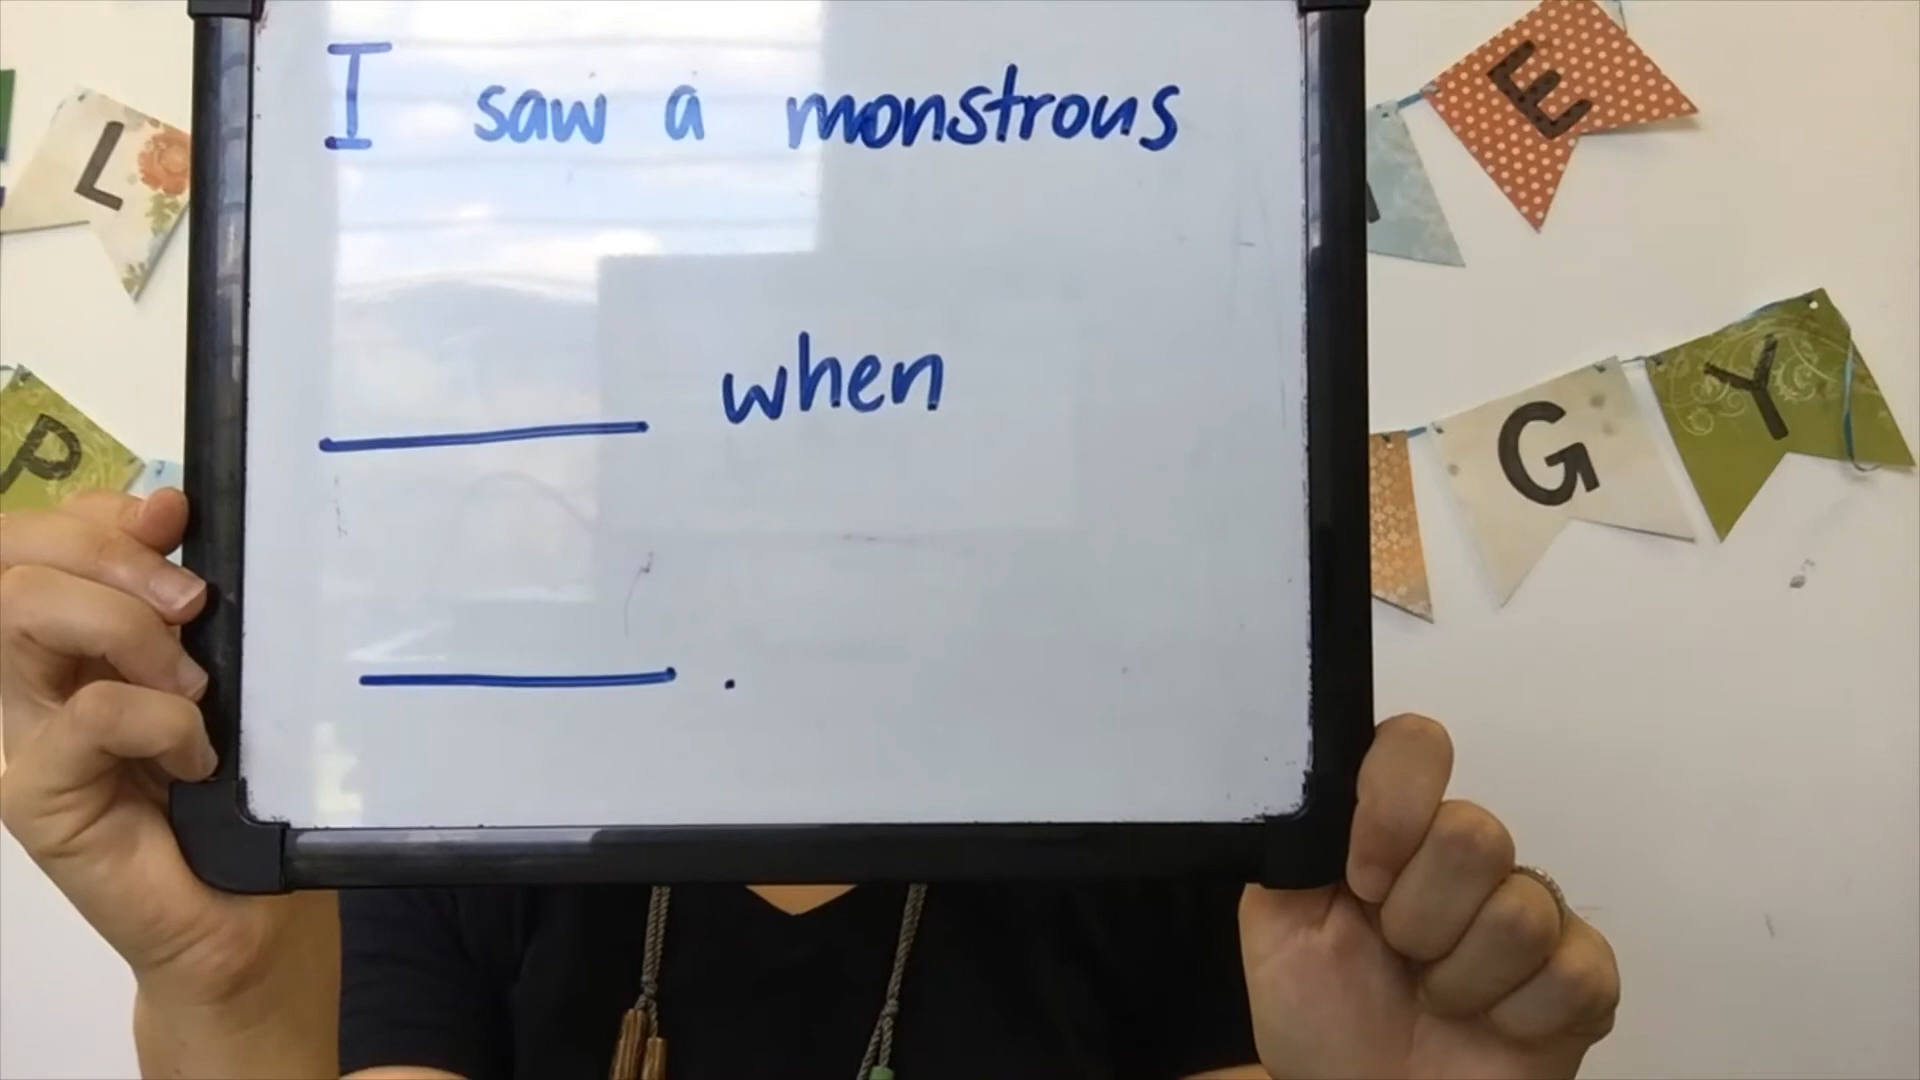 I saw a monstrous
____ when
____ .
L
I E
P
G Y